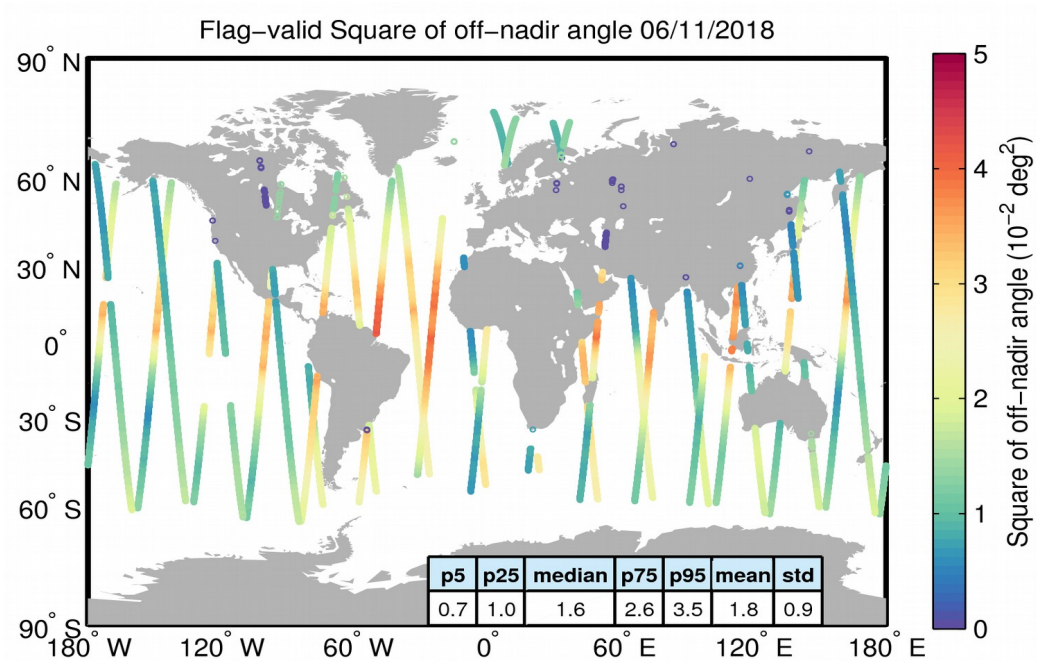 Flag−valid Square of off−nadir angle 06/11/2018
90° N
60° N
30° N
0°
30° S
60° S
90° S
180° W
120° W
60° W
0°
60° E
120° E
180° E
p5 p25 median p75 p95 mean std
0.7 1.0 1.6 2.6 3.5 1.8 0.9
5
4
3
2
1
0
Square of off−nadir angle (10⁻² deg²)